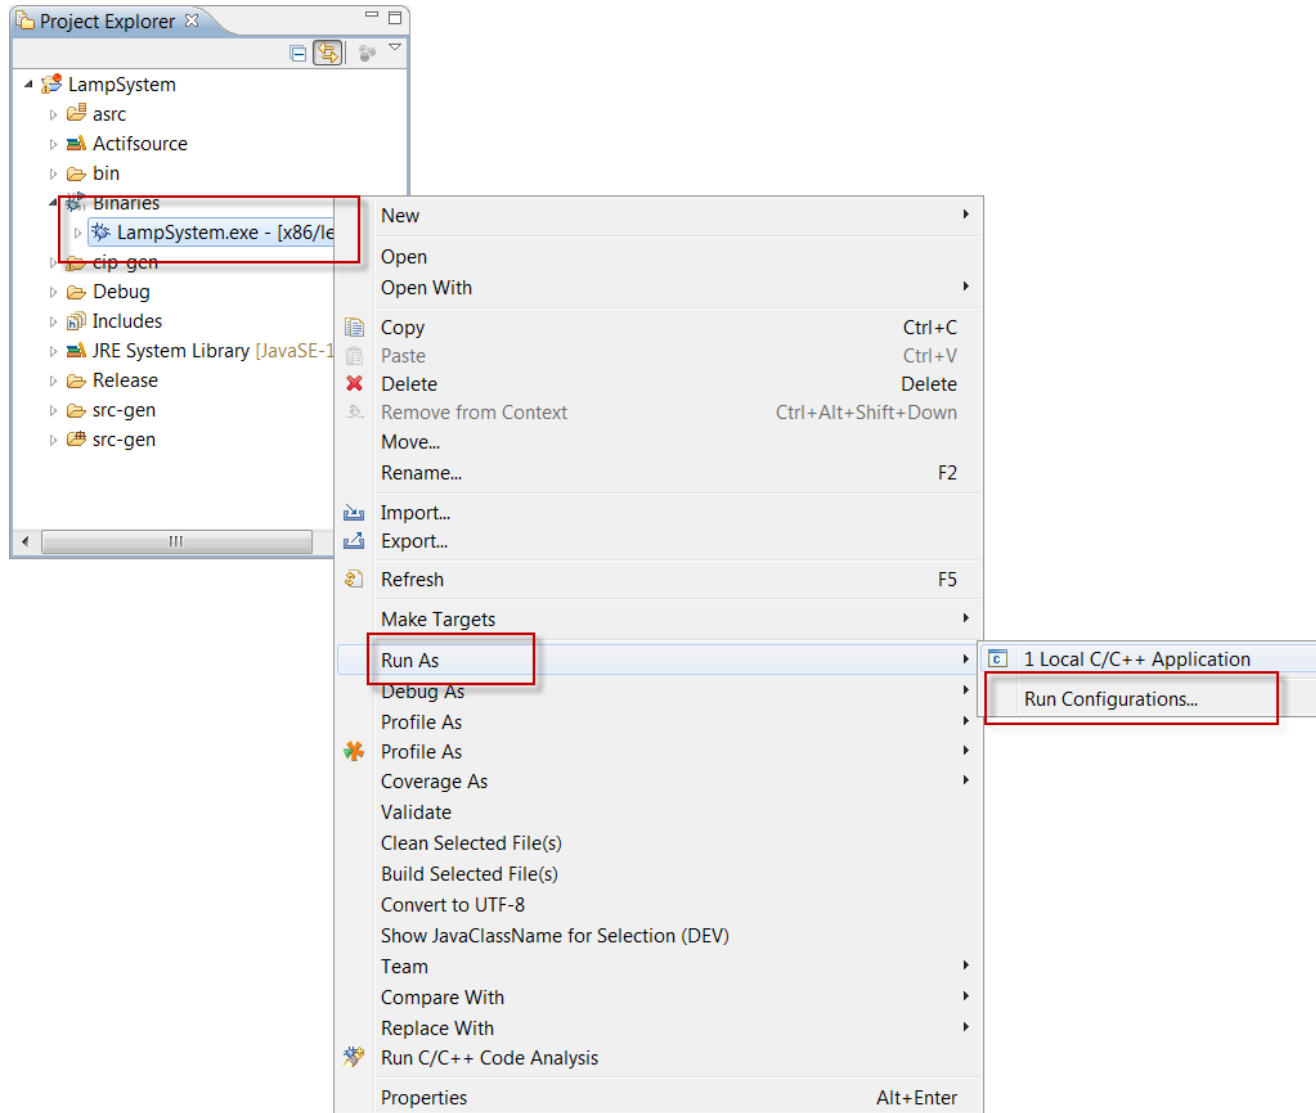 Project Explorer
LampSystem
asrc
Actifsource
bin
Binaries
LampSystem.exe - [x86/le
cip-gen
Debug
Includes
JRE System Library [JavaSE-1
Release
src-gen
src-gen
New
Open
Open With
Copy Ctrl+C
Paste Ctrl+V
Delete Delete
Remove from Context Ctrl+Alt+Shift+Down
Move...
Rename... F2
Import...
Export...
Refresh F5
Make Targets
Run As
1 Local C/C++ Application
Run Configurations...
Debug As
Profile As
Profile As
Coverage As
Validate
Clean Selected File(s)
Build Selected File(s)
Convert to UTF-8
Show JavaClassName for Selection (DEV)
Team
Compare With
Replace With
Run C/C++ Code Analysis
Properties Alt+Enter